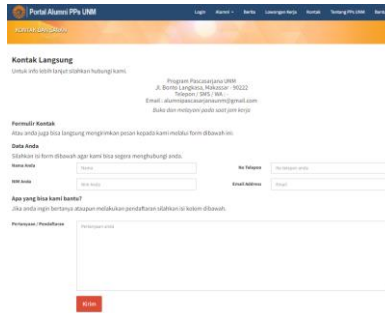 Portal Alumni PPs UNM
Login Alumni Berita Lowongan Kerja Kontak Tentang PPs UNM
KONTAK DAN SARAN
Kontak Langsung
Untuk info lebih lanjut silahkan hubungi kami.
Program Pascasarjana UNM
Jl. Bonto Langkasa, Makassar - 90222
Telepon / SMS / WA : -
Email : alumnipascasarjanaunm@gmail.com
Buka dan melayani pada saat jam kerja
Formulir Kontak
Atau anda juga bisa langsung mengirimkan pesan kepada kami melalui form dibawah ini:
Data Anda
Silahkan isi form dibawah agar kami bisa segera menghubungi anda.
Nama Anda Nama No Telepon
NIM Anda NIM Anda Email Address Email
Apa yang bisa kami bantu?
Jika anda ingin bertanya ataupun melakukan pendaftaran silahkan isi kolom dibawah.
Pertanyaan / Pendaftaran Pertanyaan anda
Kirim